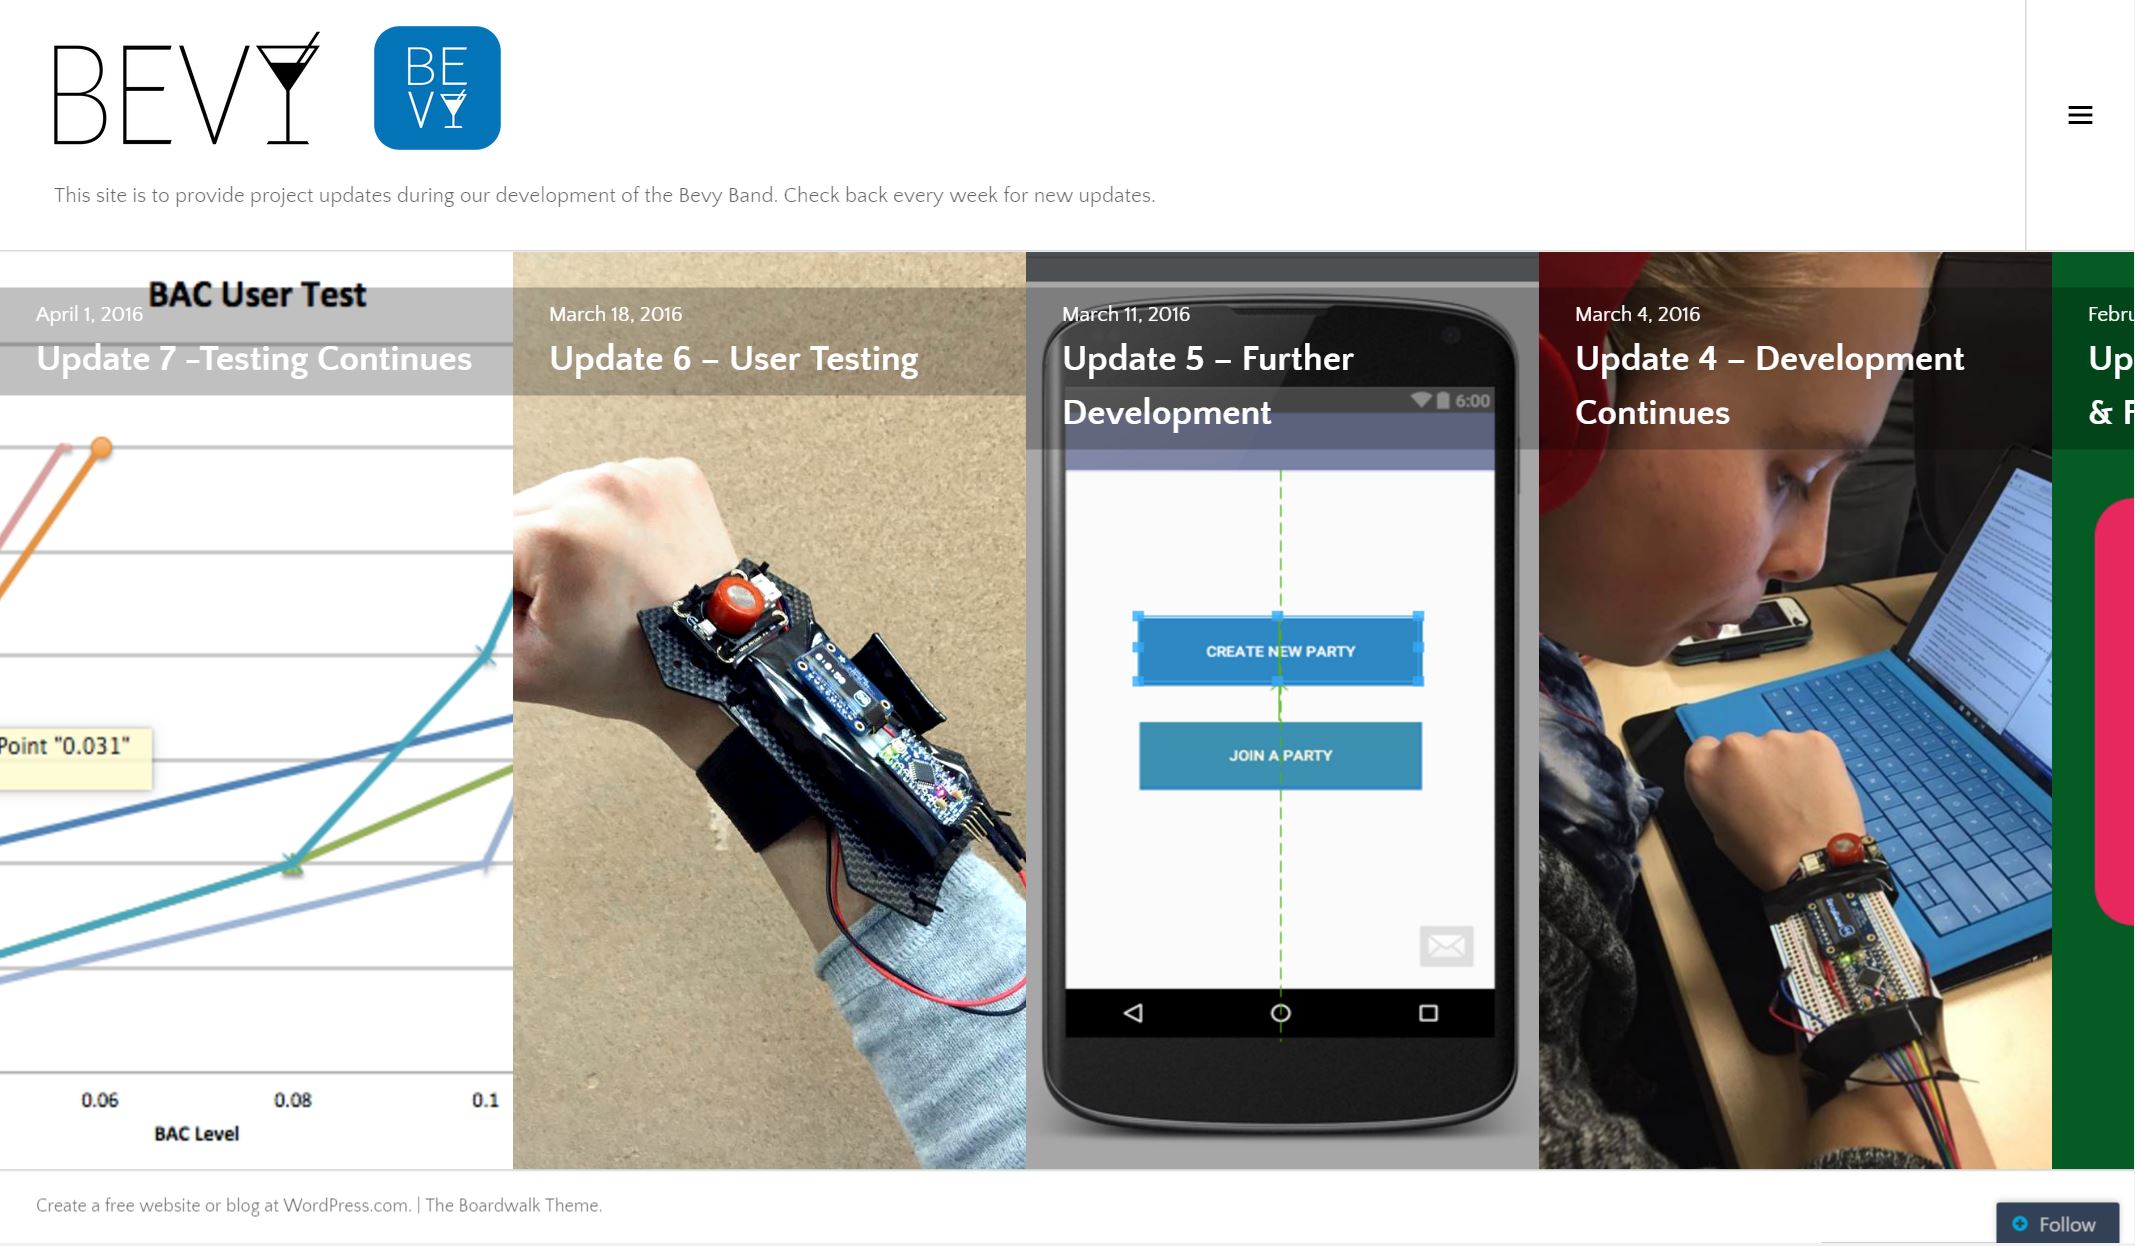 BEVY
BE
VY
This site is to provide project updates during our development of the Bevy Band. Check back every week for new updates.
BAC User Test
April 1, 2016
Update 7 –Testing Continues
Point "0.031"
0.06 0.08 0.1
BAC Level
March 18, 2016
Update 6 – User Testing
March 11, 2016
Update 5 – Further
Development
6:00
CREATE NEW PARTY
JOIN A PARTY
March 4, 2016
Update 4 – Development
Continues
Febru
Up
& F
Create a free website or blog at WordPress.com. | The Boardwalk Theme.
Follow